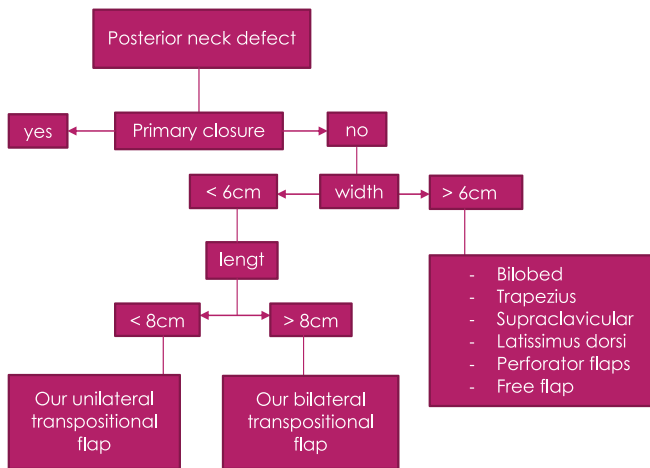 Posterior neck defect
yes
Primary closure
no
< 6cm
width
> 6cm
lengt
- Bilobed
- Trapezius
- Supraclavicular
- Latissimus dorsi
- Perforator flaps
- Free flap
< 8cm
> 8cm
Our unilateral
transpositional
flap
Our bilateral
transpositional
flap